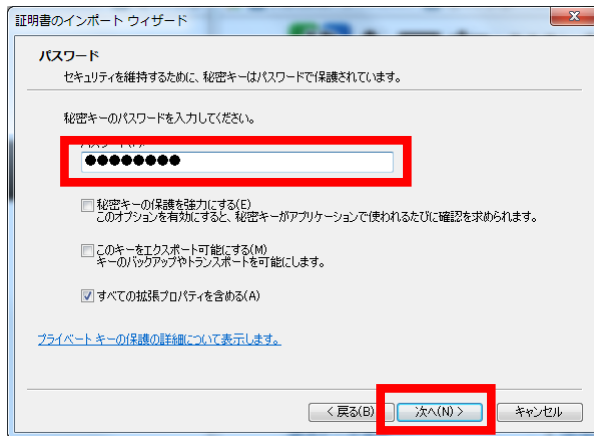 証明書のインポート ウィザード
パスワード
セキュリティを維持するために、秘密キーはパスワードで保護されています。
秘密キーのパスワードを入力してください。
●●●●●●●●
秘密キーの保護を強力にする(E)
このオプションを有効にすると、秘密キーがアプリケーションで使われるたびに確認を求められます。
このキーをエクスポート可能にする(M)
キーのバックアップやトランスポートを可能にします。
すべての拡張プロパティを含める(A)
プライベート キーの保護の詳細について表示します。
< 戻る(B)
次へ(N) >
キャンセル